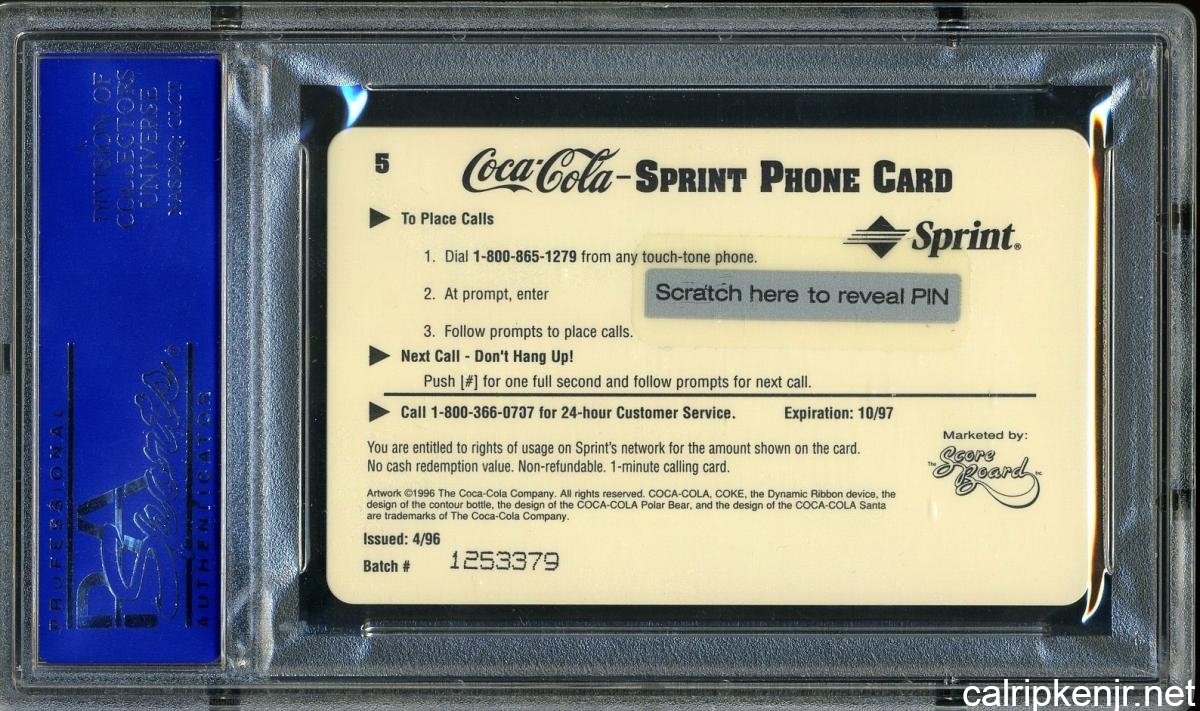 A
DIVISION OF
COLLECTORS
UNIVERSE
NASDAQ: CLCT
PROFESSIONAL
PSA
Sports®
AUTHENTICATOR
5
Coca-Cola - SPRINT PHONE CARD
To Place Calls
Sprint®
1. Dial 1-800-865-1279 from any touch-tone phone.
2. At prompt, enter
Scratch here to reveal PIN
3. Follow prompts to place calls.
Next Call - Don't Hang Up!
Push [#] for one full second and follow prompts for next call.
Call 1-800-366-0737 for 24-hour Customer Service. Expiration: 10/97
You are entitled to rights of usage on Sprint's network for the amount shown on the card.
No cash redemption value. Non-refundable. 1-minute calling card.
Marketed by:
The Score Board Inc.
Artwork ©1996 The Coca-Cola Company. All rights reserved. COCA-COLA, COKE, the Dynamic Ribbon device, the
design of the contour bottle, the design of the COCA-COLA Polar Bear, and the design of the COCA-COLA Santa
are trademarks of The Coca-Cola Company.
Issued: 4/96
Batch # 1253379
calripkenjr.net